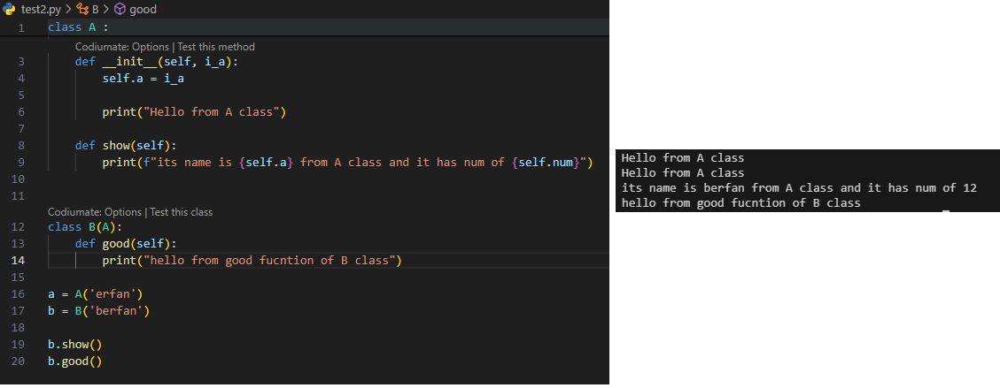 test2.py > B > good
1 class A :
Codiumate: Options | Test this method
3 def __init__(self, i_a):
4 self.a = i_a
5
6 print("Hello from A class")
7
8 def show(self):
9 print(f"its name is {self.a} from A class and it has num of {self.num}")
10
11
Codiumate: Options | Test this class
12 class B(A):
13 def good(self):
14 print("hello from good fucntion of B class")
15
16 a = A('erfan')
17 b = B('berfan')
18
19 b.show()
20 b.good()
Hello from A class
Hello from A class
its name is berfan from A class and it has num of 12
hello from good fucntion of B class